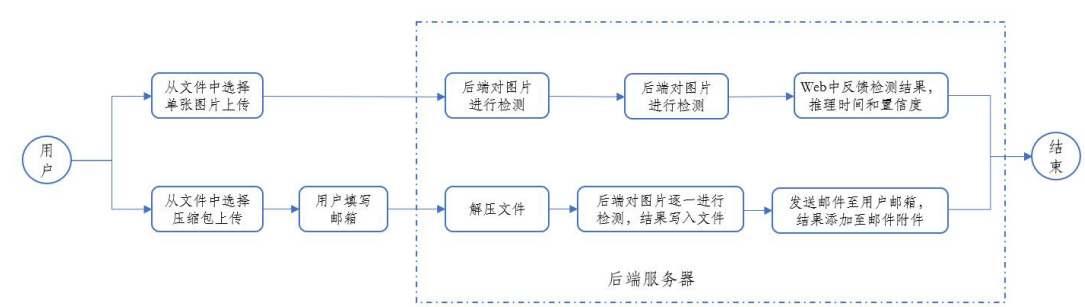 用
户
从文件中选择
单张图片上传
后端对图片
进行检测
后端对图片
进行检测
Web中反馈检测结果，
推理时间和置信度
从文件中选择
压缩包上传
用户填写
邮箱
解压文件
后端对图片逐一进行
检测，结果写入文件
发送邮件至用户邮箱，
结果添加至邮件附件
结
束
后端服务器